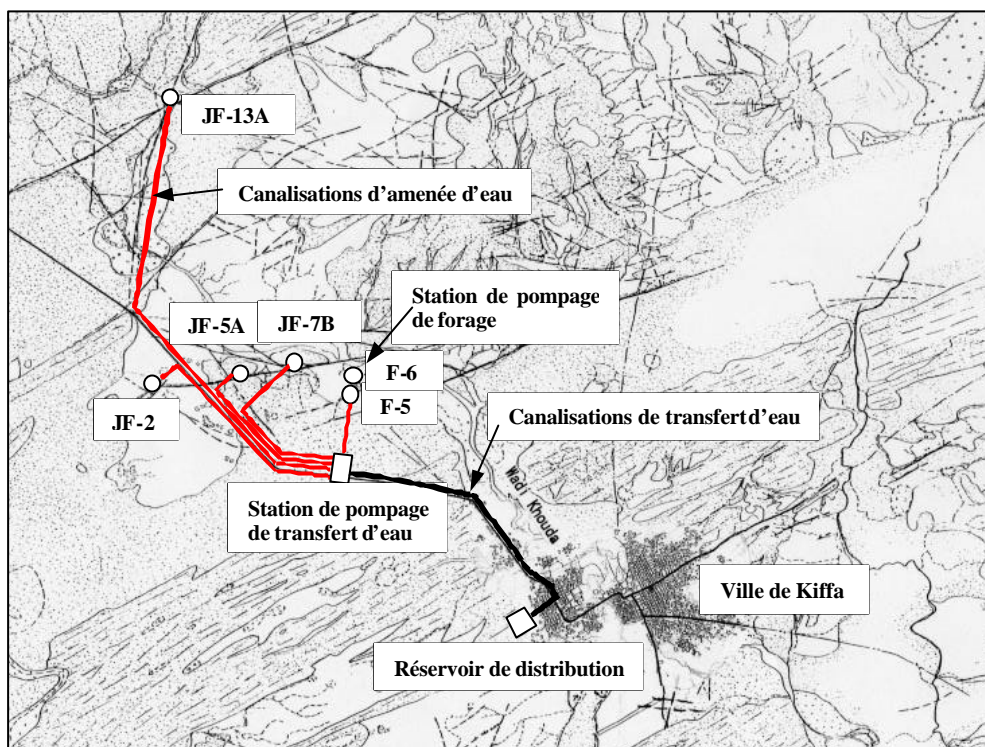 JF-13A
Canalisations d'amenée d'eau
Station de pompage
de forage
JF-5A
JF-7B
F-6
F-5
JF-2
Canalisations de transfert d'eau
Wadi Khouda
Station de pompage
de transfert d'eau
Ville de Kiffa
Réservoir de distribution